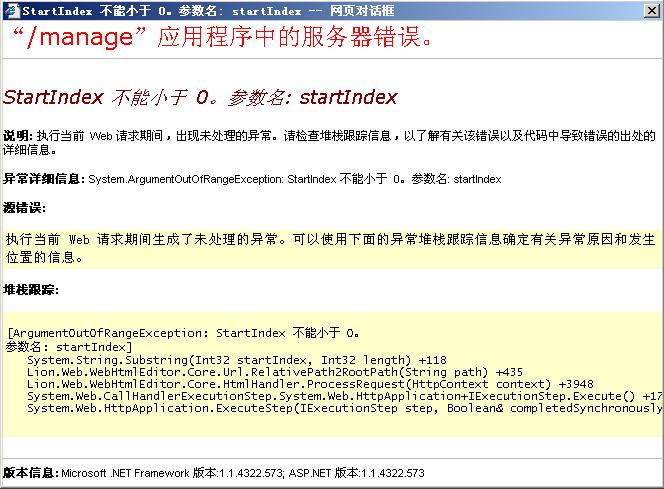 StartIndex 不能小于 0。参数名: startIndex -- 网页对话框
“/manage”应用程序中的服务器错误。
StartIndex 不能小于 0。参数名: startIndex
说明: 执行当前 Web 请求期间，出现未处理的异常。请检查堆栈跟踪信息，以了解有关该错误以及代码中导致错误的出处的
详细信息。
异常详细信息: System.ArgumentOutOfRangeException: StartIndex 不能小于 0。参数名: startIndex
源错误:
执行当前 Web 请求期间生成了未处理的异常。可以使用下面的异常堆栈跟踪信息确定有关异常原因和发生
位置的信息。
堆栈跟踪:
[ArgumentOutOfRangeException: StartIndex 不能小于 0。
参数名: startIndex]
System.String.Substring(Int32 startIndex, Int32 length) +118
Lion.Web.WebHtmlEditor.Core.Url.RelativePath2RootPath(String path) +435
Lion.Web.WebHtmlEditor.Core.HtmlHandler.ProcessRequest(HttpContext context) +3948
System.Web.CallHandlerExecutionStep.System.Web.HttpApplication+IExecutionStep.Execute() +17
System.Web.HttpApplication.ExecuteStep(IExecutionStep step, Boolean& completedSynchronously
版本信息: Microsoft .NET Framework 版本:1.1.4322.573; ASP.NET 版本:1.1.4322.573